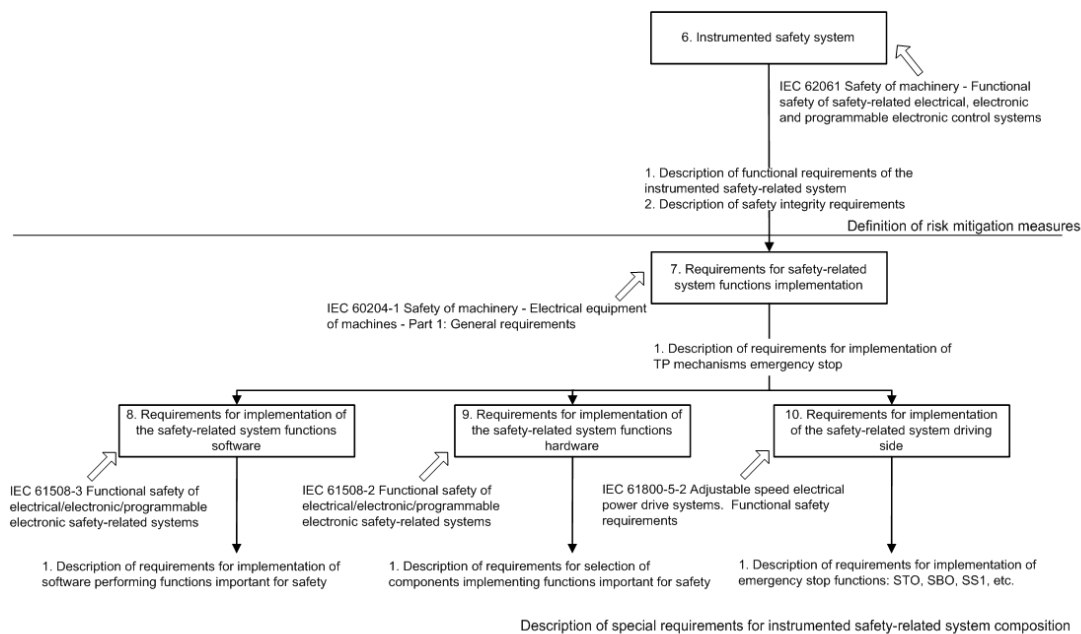 6. Instrumented safety system
IEC 62061 Safety of machinery - Functional
safety of safety-related electrical, electronic
and programmable electronic control systems
1. Description of functional requirements of the
instrumented safety-related system
2. Description of safety integrity requirements
Definition of risk mitigation measures
7. Requirements for safety-related
system functions implementation
IEC 60204-1 Safety of machinery - Electrical equipment
of machines - Part 1: General requirements
1. Description of requirements for implementation of
TP mechanisms emergency stop
8. Requirements for implementation of
the safety-related system functions
software
9. Requirements for implementation of
the safety-related system functions
hardware
10. Requirements for implementation
of the safety-related system driving
side
IEC 61508-3 Functional safety of
electrical/electronic/programmable
electronic safety-related systems
IEC 61508-2 Functional safety of
electrical/electronic/programmable
electronic safety-related systems
IEC 61800-5-2 Adjustable speed electrical
power drive systems. Functional safety
requirements
1. Description of requirements for implementation of
software performing functions important for safety
1. Description of requirements for selection of
components implementing functions important for safety
1. Description of requirements for implementation of
emergency stop functions: STO, SBO, SS1, etc.
Description of special requirements for instrumented safety-related system composition